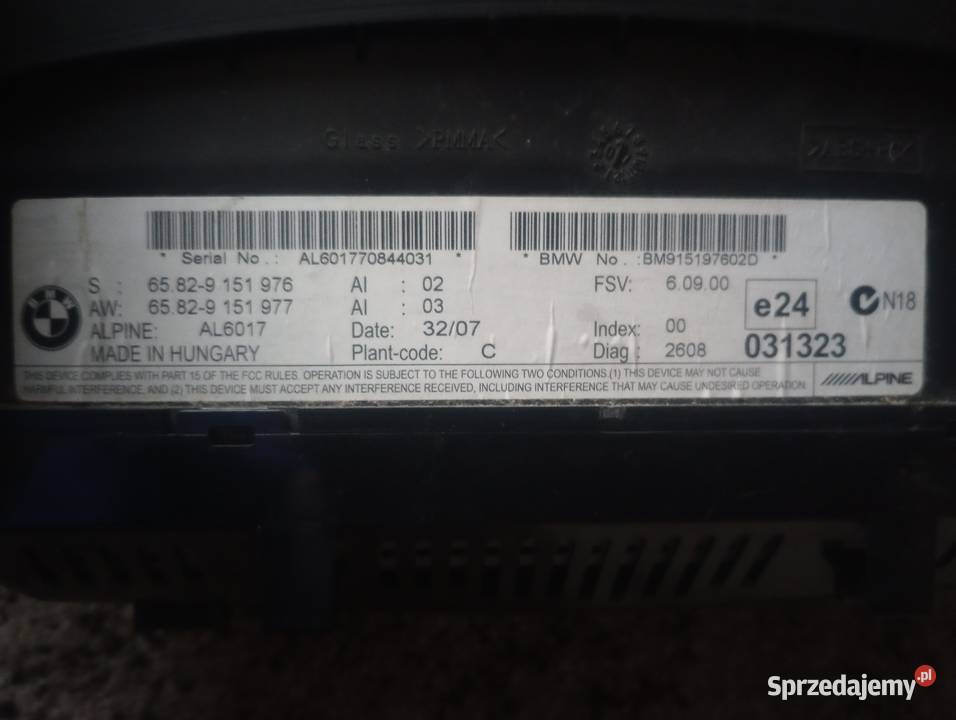 Glass >PMMA<
* Serial No .: AL601770844031 *
* BMW No .: BM915197602D *
BMW
S : 65.82-9 151 976 AI : 02 FSV: 6.09.00
AW: 65.82-9 151 977 AI : 03
ALPINE: AL6017 Date: 32/07 Index: 00
MADE IN HUNGARY Plant-code: C Diag : 2608
e24
031323
N18
ALPINE
THIS DEVICE COMPLIES WITH PART 15 OF THE FCC RULES. OPERATION IS SUBJECT TO THE FOLLOWING TWO CONDITIONS.(1) THIS DEVICE MAY NOT CAUSE
HARMFUL INTERFERENCE, AND (2) THIS DEVICE MUST ACCEPT ANY INTERFERENCE RECEIVED, INCLUDING INTERFERENCE THAT MAY CAUSE UNDESIRED OPERATION.
Sprzedajemy.pl